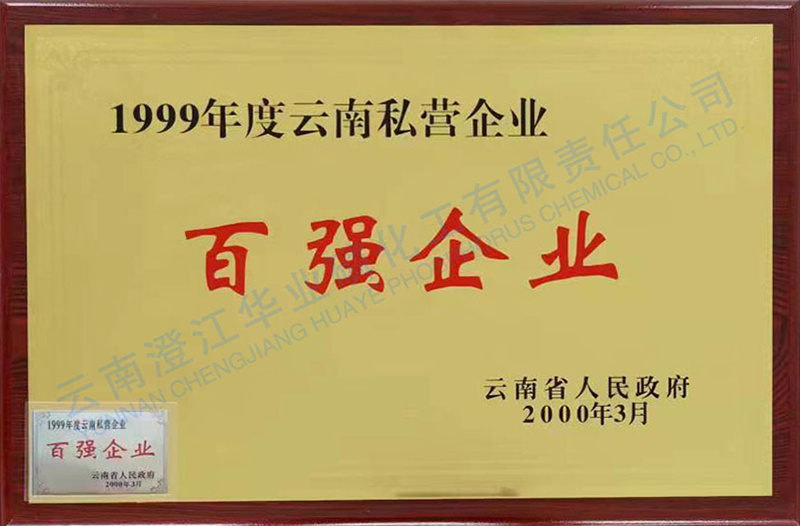 1999年度云南私营企业
百强企业
云南省人民政府
2000年3月
1999年度云南私营企业
百强企业
云南省人民政府
2000年3月
云南澄江华业磷化工有限责任公司
YUNNAN CHENGJIANG HUAYE PHOSPHORUS CHEMICAL CO., LTD.